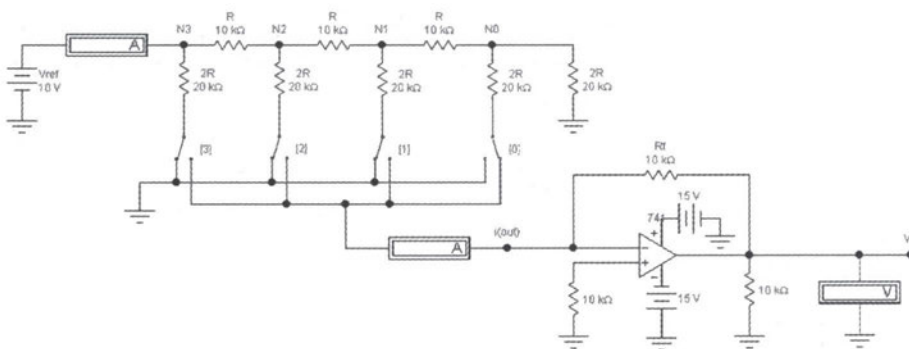 N3 R N2 R N1 R N0
10 kΩ 10 kΩ 10 kΩ
A
Vref
10 V
2R 2R 2R 2R 2R
20 kΩ 20 kΩ 20 kΩ 20 kΩ 20 kΩ
[3] [2] [1] [0]
Rf
10 kΩ
15 V
741
A
i(out)
V
10 kΩ
15 V
10 kΩ
V